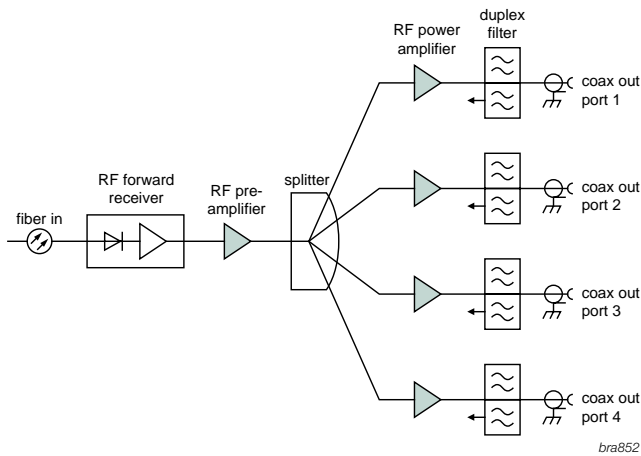 duplex
filter
RF power
amplifier
coax out
port 1
splitter
RF pre-
amplifier
RF forward
receiver
fiber in
coax out
port 2
coax out
port 3
coax out
port 4
bra852